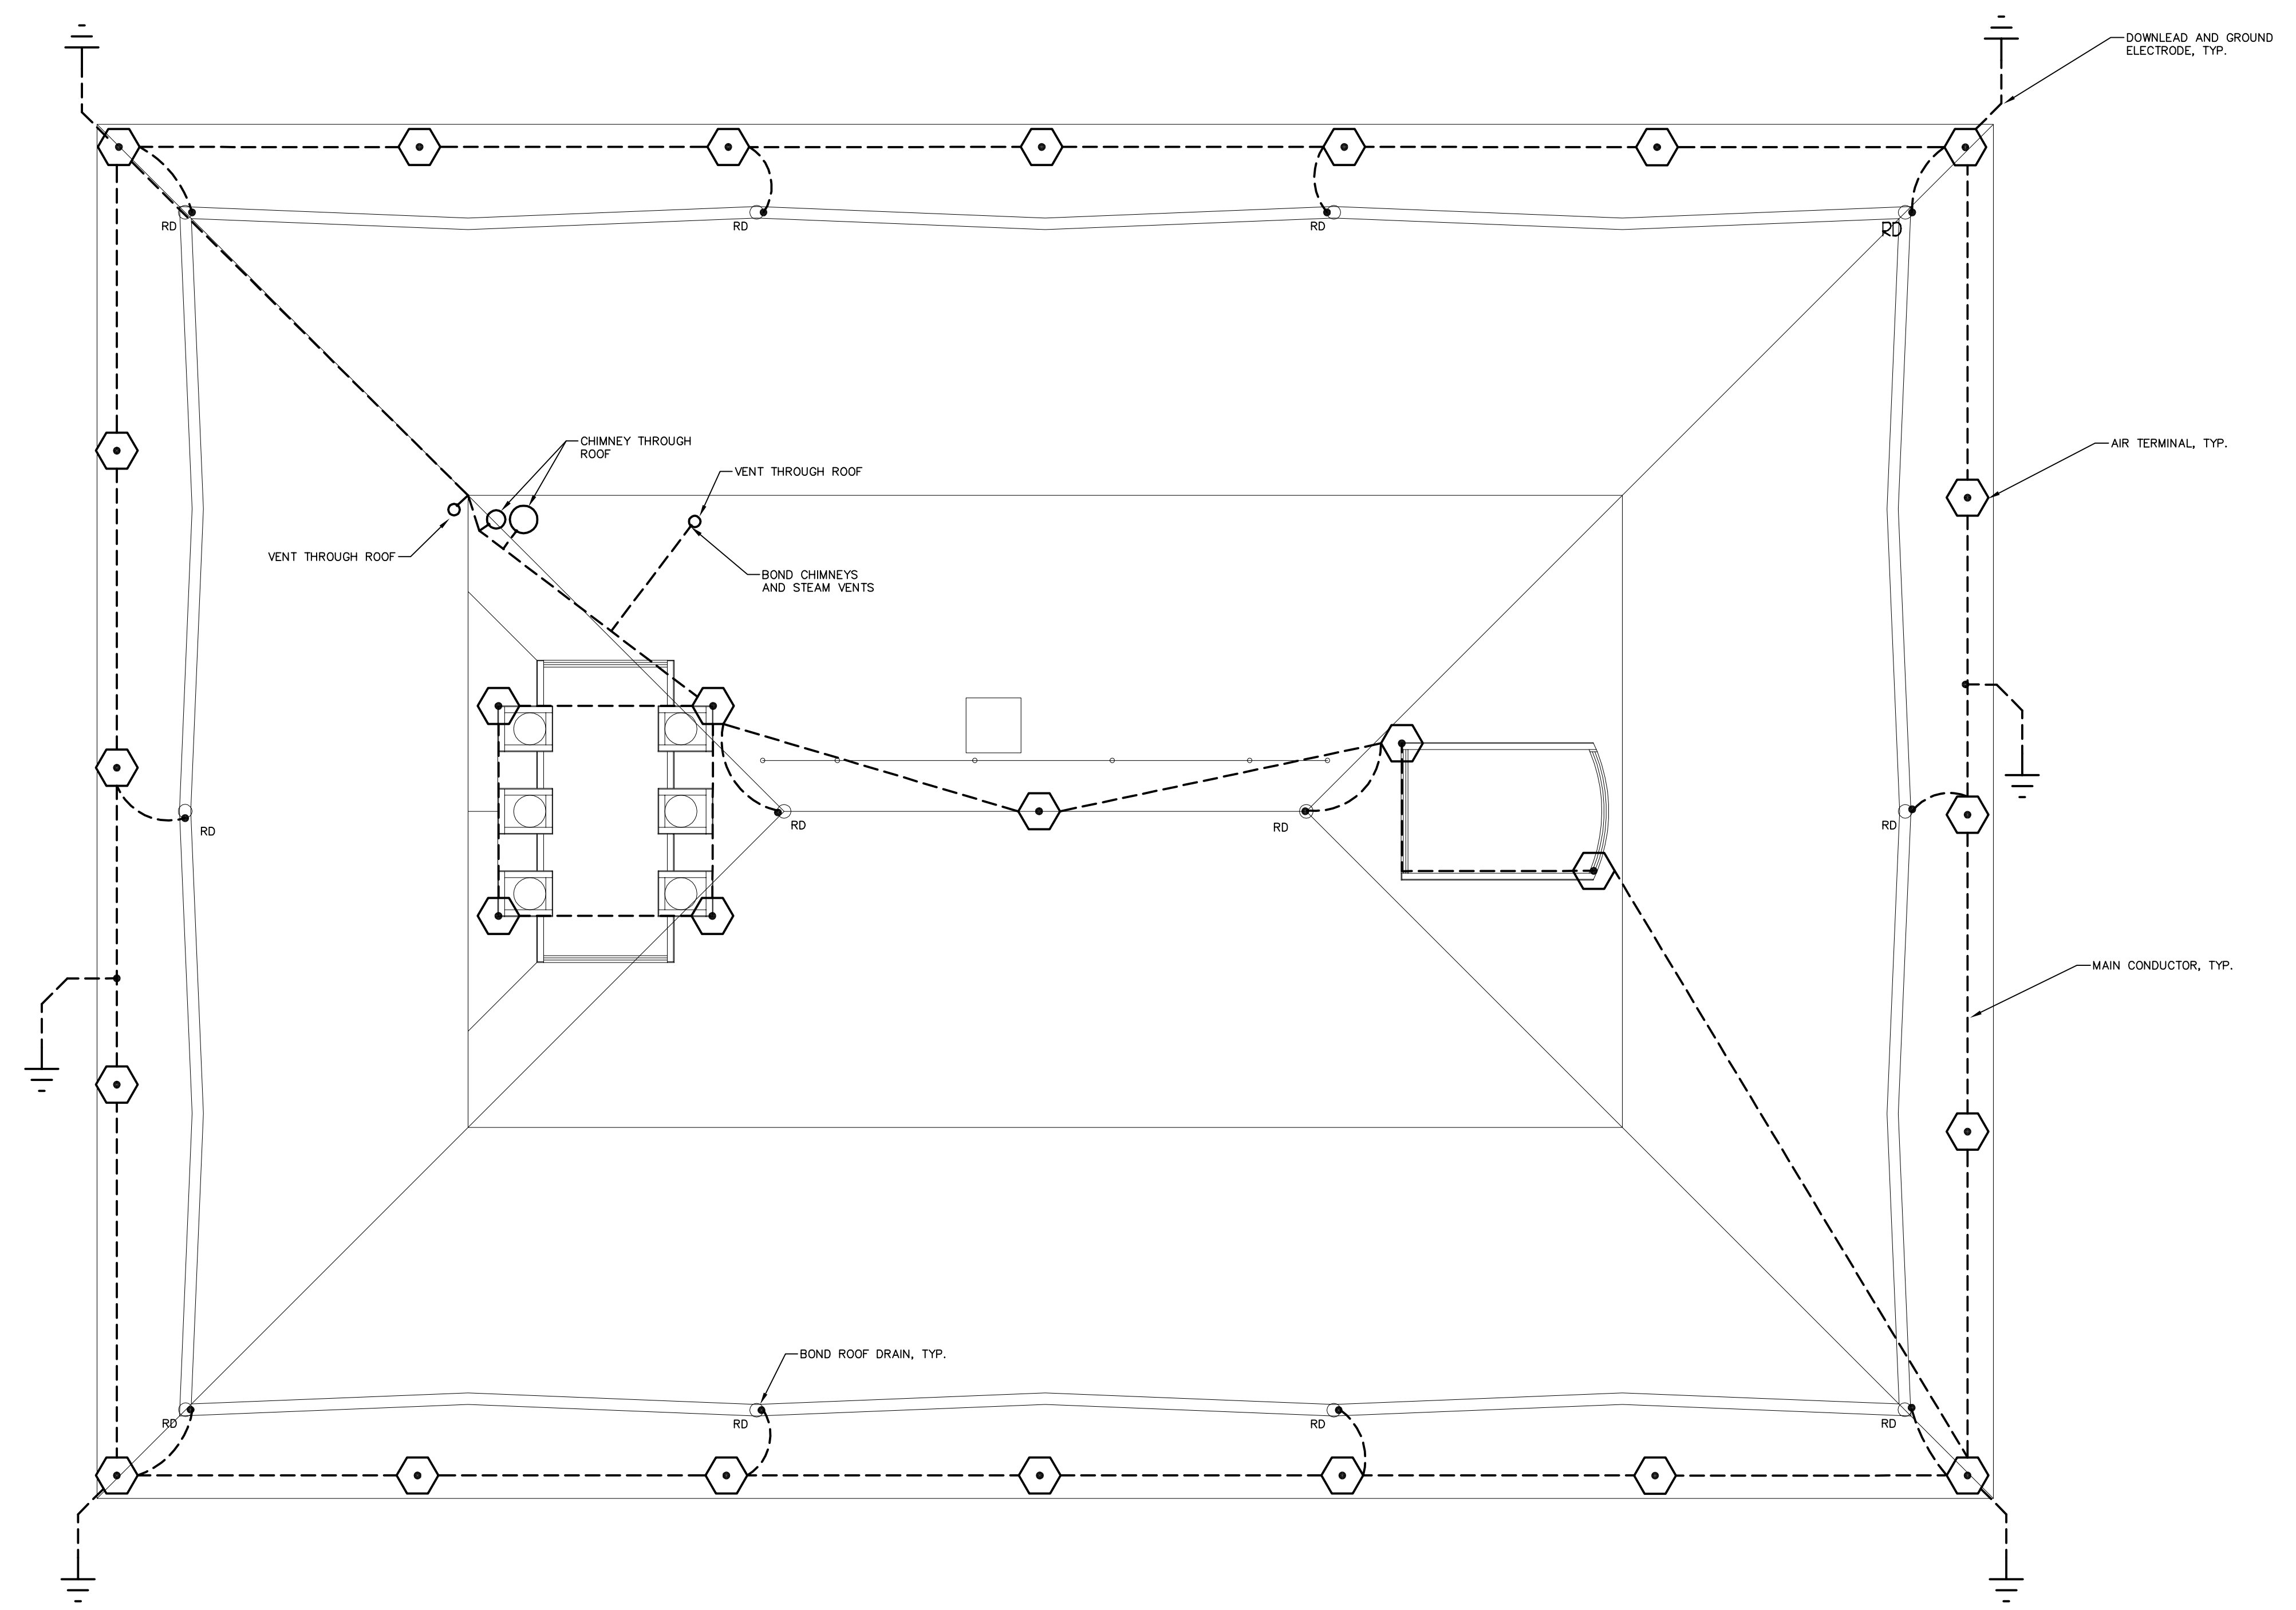 DOWNLEAD AND GROUND
ELECTRODE, TYP.
RD
RD
RD
RD
CHIMNEY THROUGH
ROOF
AIR TERMINAL, TYP.
VENT THROUGH ROOF
VENT THROUGH ROOF
BOND CHIMNEYS
AND STEAM VENTS
RD
RD
RD
RD
MAIN CONDUCTOR, TYP.
BOND ROOF DRAIN, TYP.
RD
RD
RD
RD